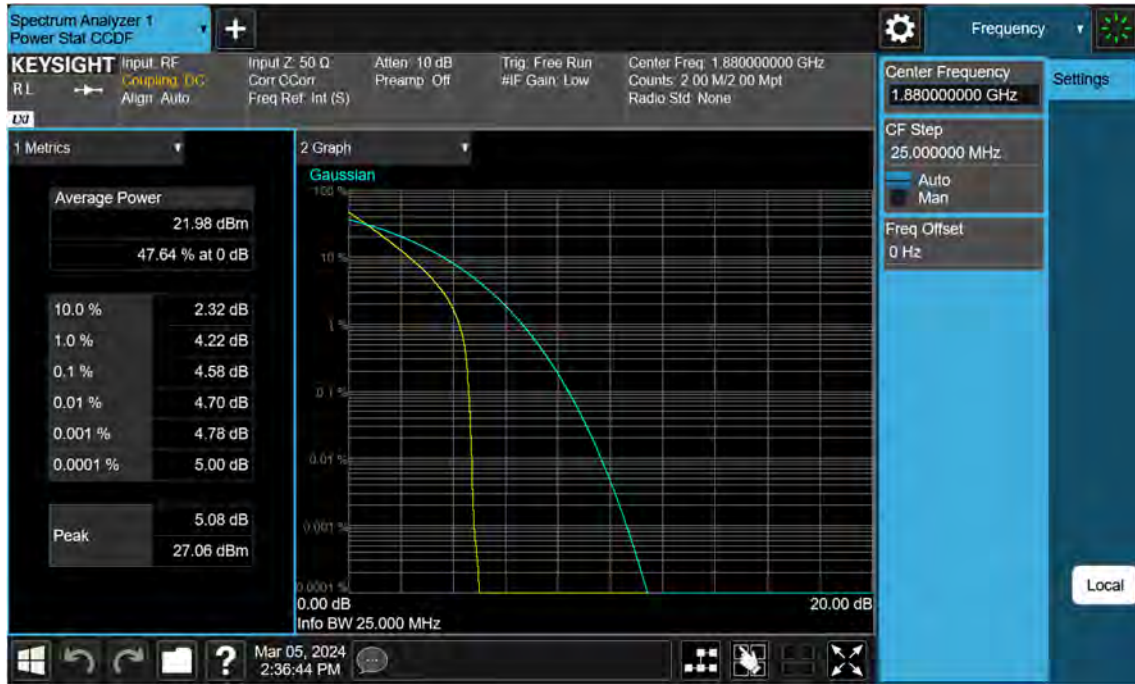 Spectrum Analyzer 1
Power Stat CCDF
+
Frequency
KEYSIGHT
RL
LXI
Input: RF
Coupling: DC
Align: Auto
Input Z: 50 Ω
Corr CCorr
Freq Ref: Int (S)
Atten: 10 dB
Preamp: Off
Trig: Free Run
#IF Gain: Low
Center Freq: 1.880000000 GHz
Counts: 2.00 M/2.00 Mpt
Radio Std: None
Center Frequency
1.880000000 GHz
Settings
CF Step
25.000000 MHz
Auto
Man
Freq Offset
0 Hz
1 Metrics
Average Power
21.98 dBm
47.64 % at 0 dB
10.0 % 2.32 dB
1.0 % 4.22 dB
0.1 % 4.58 dB
0.01 % 4.70 dB
0.001 % 4.78 dB
0.0001 % 5.00 dB
Peak
5.08 dB
27.06 dBm
2 Graph
Gaussian
100 %
10 %
1 %
0.1 %
0.01 %
0.001 %
0.0001 %
0.00 dB 20.00 dB
Info BW 25.000 MHz
Local
?
Mar 05, 2024
2:36:44 PM